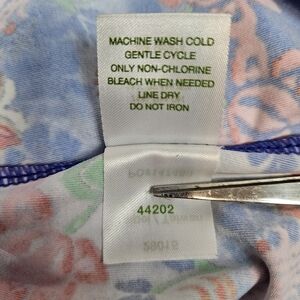 MACHINE WASH COLD
GENTLE CYCLE
ONLY NON-CHLORINE
BLEACH WHEN NEEDED
LINE DRY
DO NOT IRON
44202